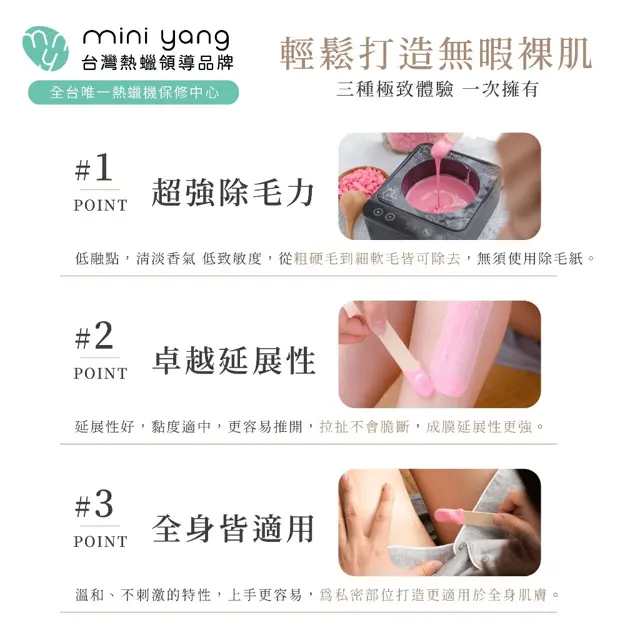 mini yang
台灣熱蠟領導品牌
全台唯一熱蠟機保修中心
輕鬆打造無暇裸肌
三種極致體驗 一次擁有
#1
POINT
超強除毛力
低融點，清淡香氣 低致敏度，從粗硬毛到細軟毛皆可除去，無須使用除毛紙。
#2
POINT
卓越延展性
延展性好，黏度適中，更容易推開，拉扯不會脆斷，成膜延展性更強。
#3
POINT
全身皆適用
溫和、不刺激的特性，上手更容易，為私密部位打造更適用於全身肌膚。